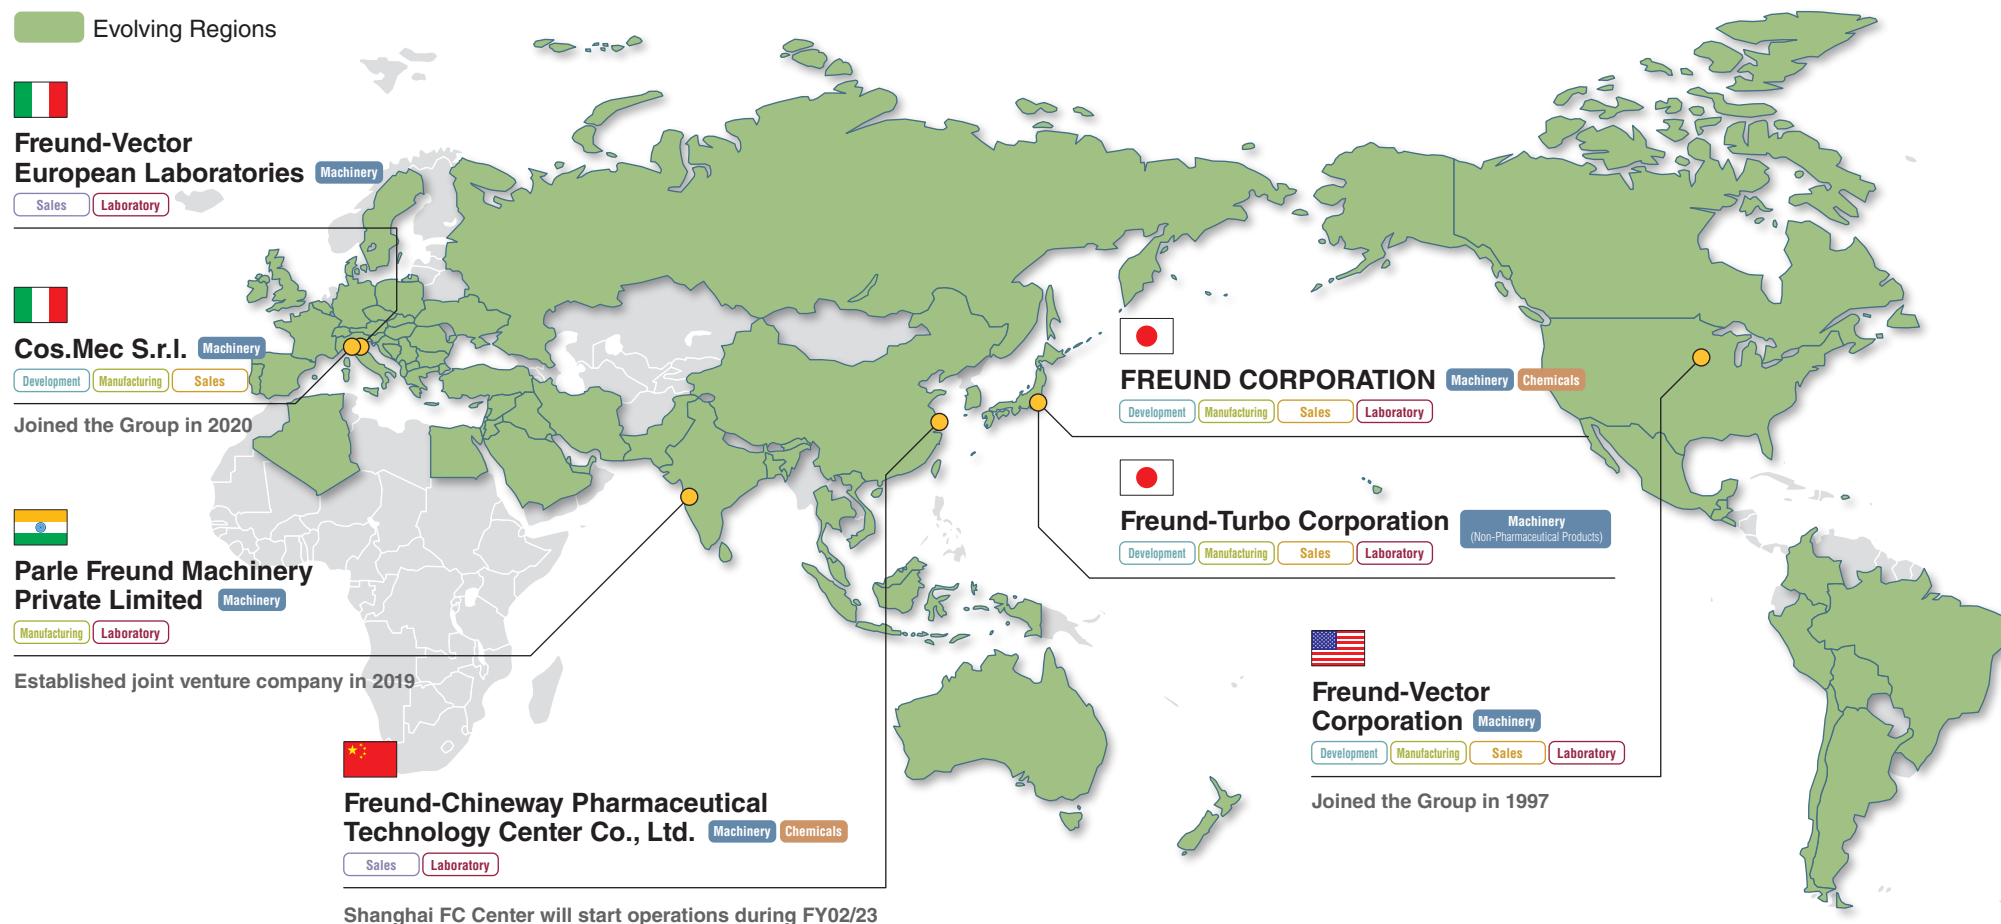 Evolving Regions
Freund-Vector
European Laboratories Machinery
Sales Laboratory
Cos.Mec S.r.l. Machinery
Development Manufacturing Sales
Joined the Group in 2020
Parle Freund Machinery
Private Limited Machinery
Manufacturing Laboratory
Established joint venture company in 2019
Freund-Chineway Pharmaceutical
Technology Center Co., Ltd. Machinery Chemicals
Sales Laboratory
Shanghai FC Center will start operations during FY02/23
FREUND CORPORATION Machinery Chemicals
Development Manufacturing Sales Laboratory
Freund-Turbo Corporation Machinery
(Non-Pharmaceutical Products)
Development Manufacturing Sales Laboratory
Freund-Vector
Corporation Machinery
Development Manufacturing Sales Laboratory
Joined the Group in 1997